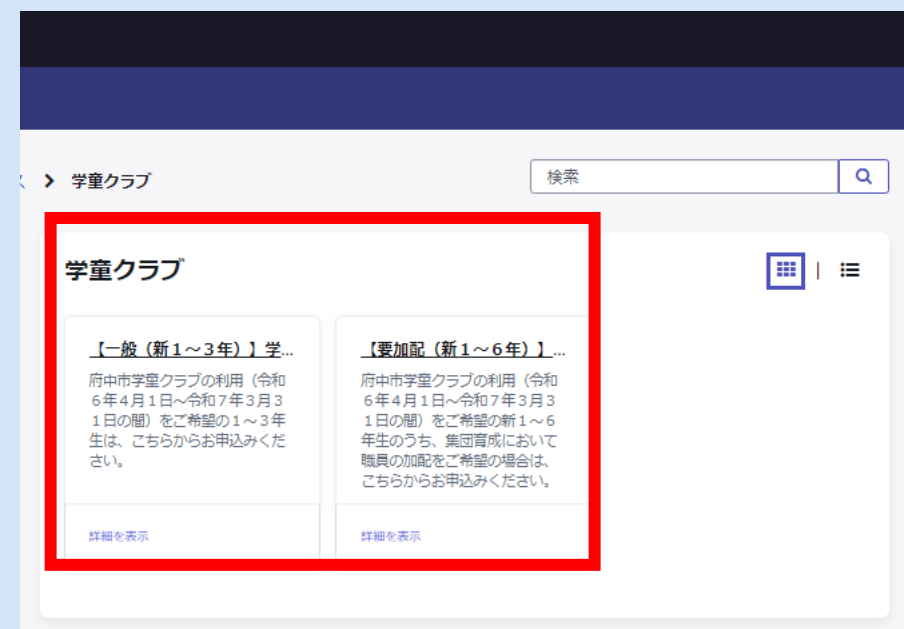 学童クラブ
検索
学童クラブ
|
【一般（新１～３年）】学...
府中市学童クラブの利用（令和
６年４月１日～令和７年３月３
１日の間）をご希望の１～３年
生は、こちらからお申込みくだ
さい。
詳細を表示
【要加配（新１～６年）】...
府中市学童クラブの利用（令和
６年４月１日～令和７年３月３
１日の間）をご希望の新１～６
年生のうち、集団育成において
職員の加配をご希望の場合は、
こちらからお申込みください。
詳細を表示